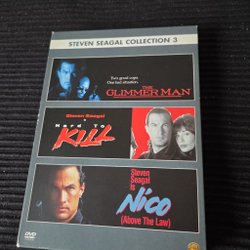 STEVEN SEAGAL COLLECTION 3
Two good cops.
One bad situation.
THE
GLIMMER MAN
Steven Seagal
Hard To
KILL
Steven
Seagal
is
Nico
(Above The Law)
DVD